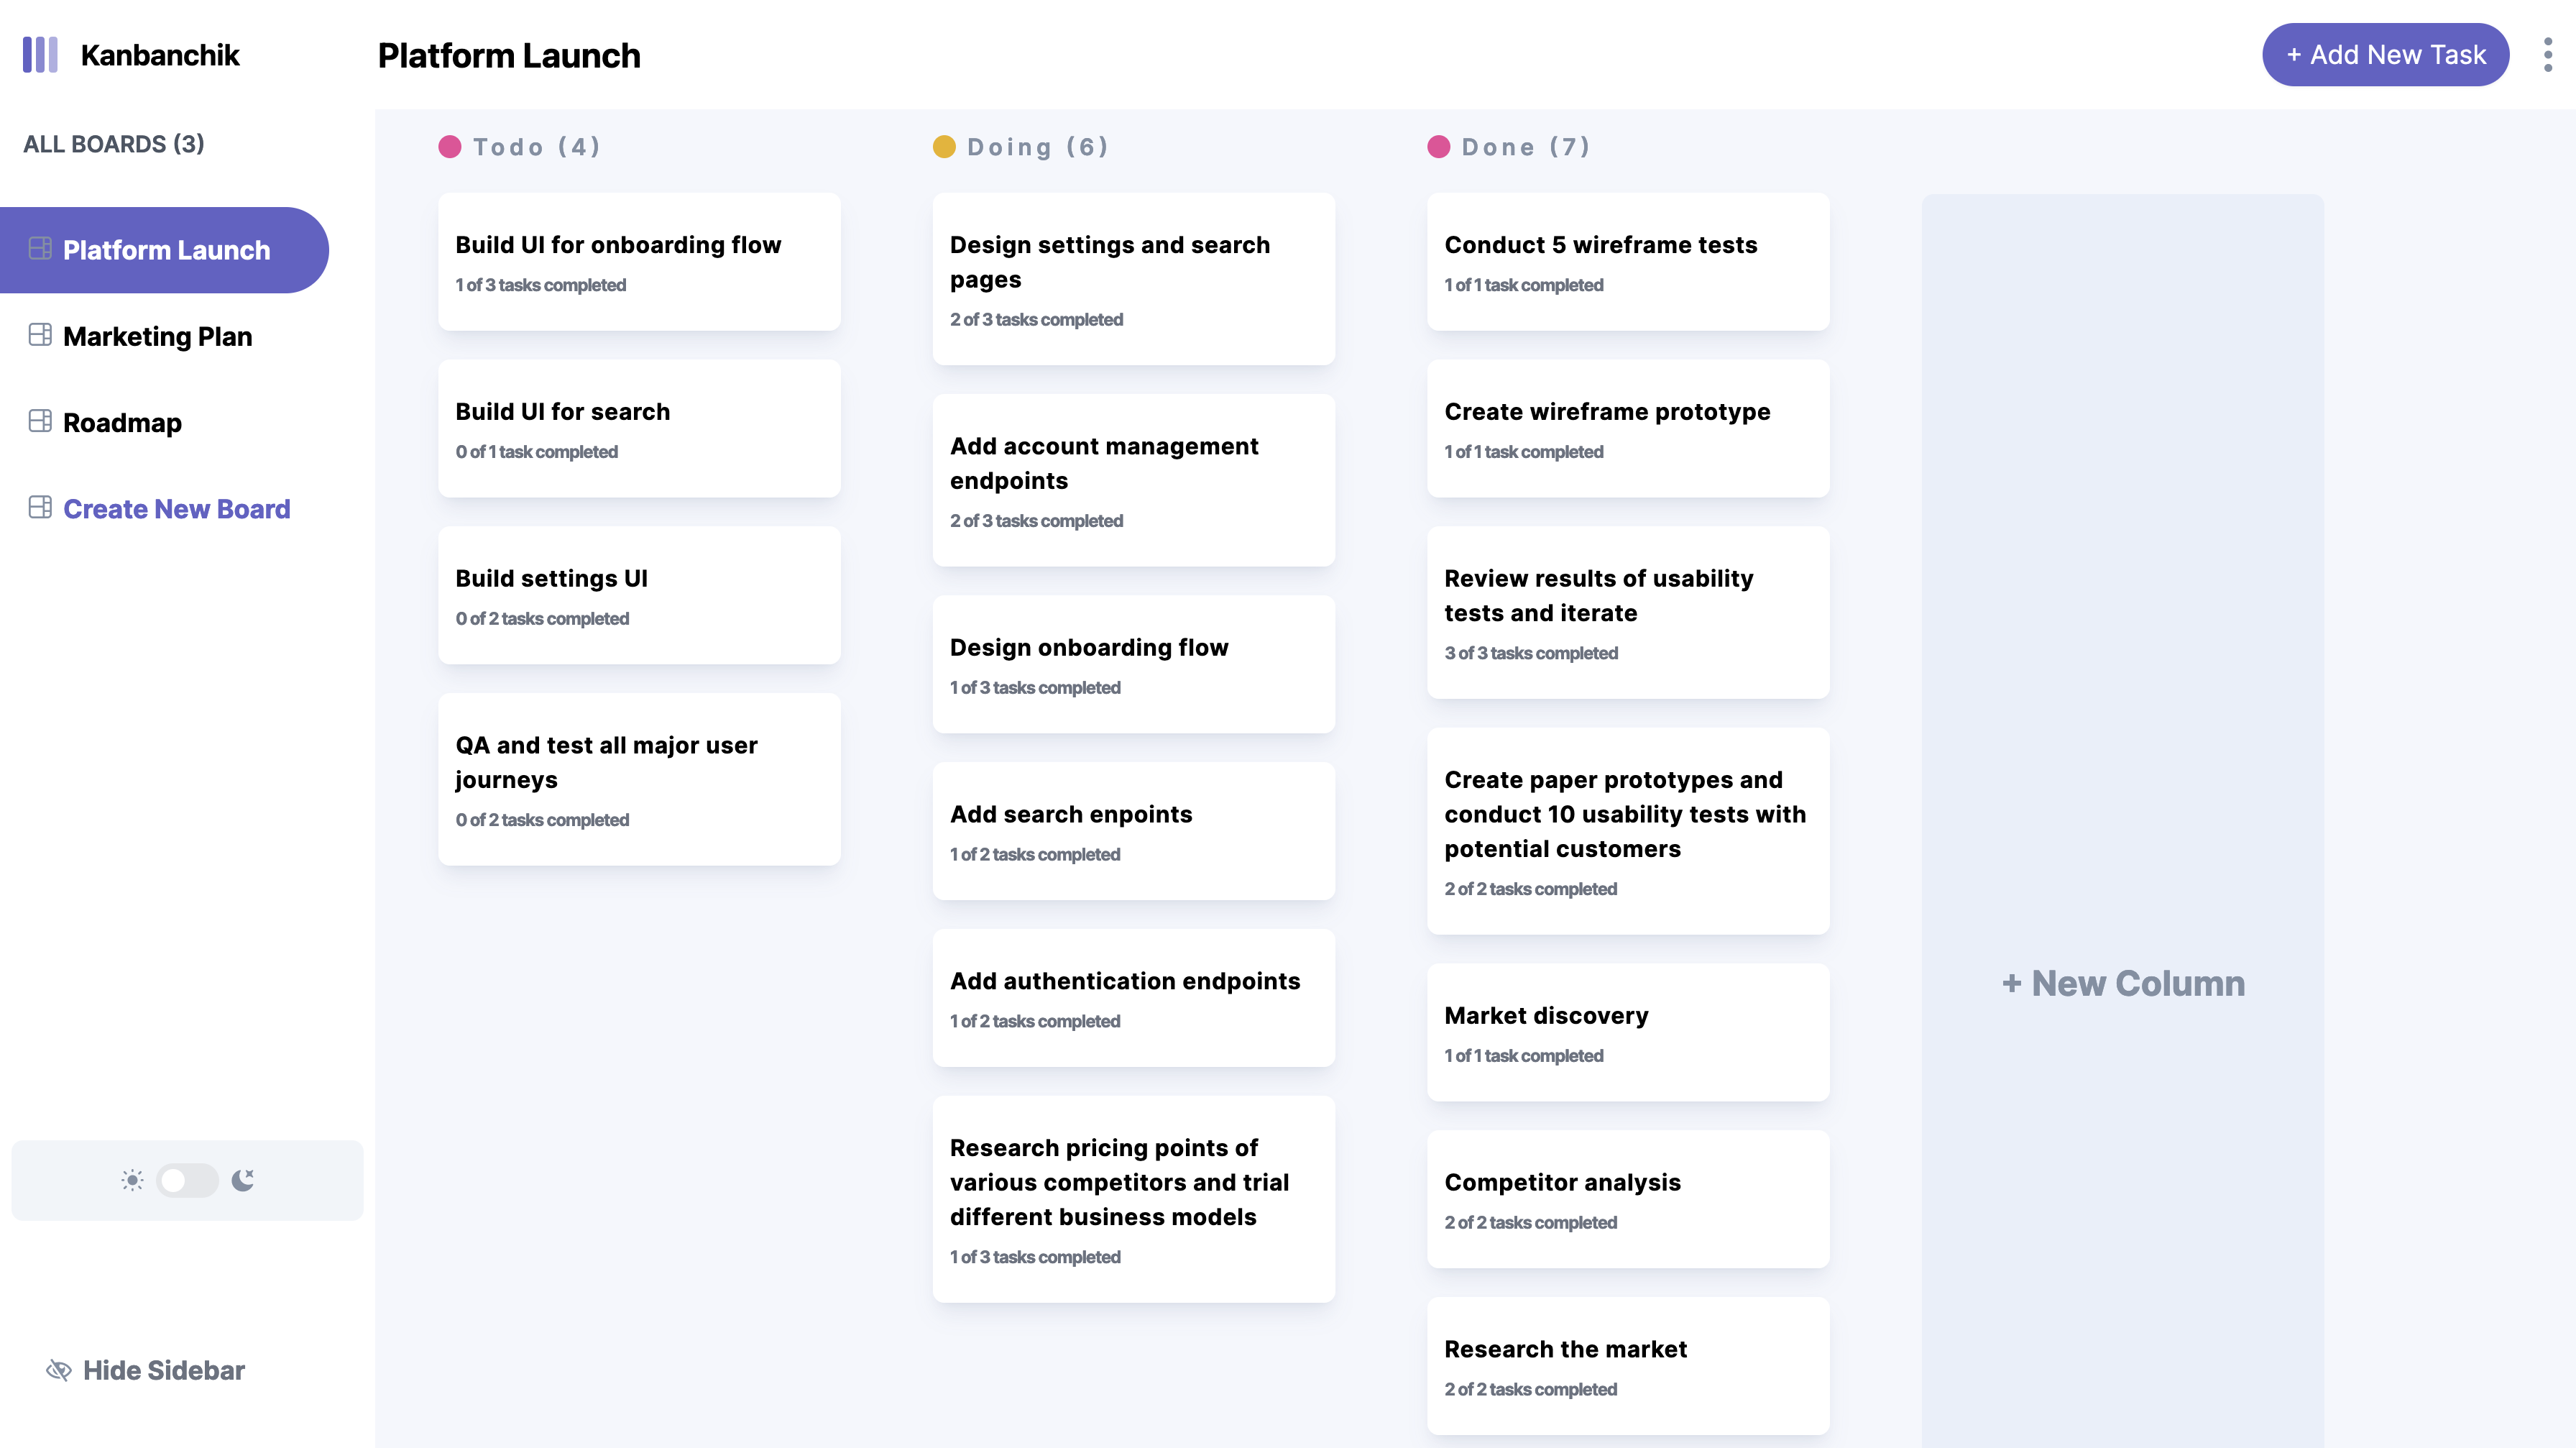 Kanbanchik
Platform Launch
+ Add New Task
ALL BOARDS (3)
Platform Launch
Marketing Plan
Roadmap
Create New Board
Hide Sidebar
Todo (4)
Build UI for onboarding flow
1 of 3 tasks completed
Build UI for search
0 of 1 task completed
Build settings UI
0 of 2 tasks completed
QA and test all major user
journeys
0 of 2 tasks completed
Doing (6)
Design settings and search
pages
2 of 3 tasks completed
Add account management
endpoints
2 of 3 tasks completed
Design onboarding flow
1 of 3 tasks completed
Add search enpoints
1 of 2 tasks completed
Add authentication endpoints
1 of 2 tasks completed
Research pricing points of
various competitors and trial
different business models
1 of 3 tasks completed
Done (7)
Conduct 5 wireframe tests
1 of 1 task completed
Create wireframe prototype
1 of 1 task completed
Review results of usability
tests and iterate
3 of 3 tasks completed
Create paper prototypes and
conduct 10 usability tests with
potential customers
2 of 2 tasks completed
Market discovery
1 of 1 task completed
Competitor analysis
2 of 2 tasks completed
Research the market
2 of 2 tasks completed
+ New Column